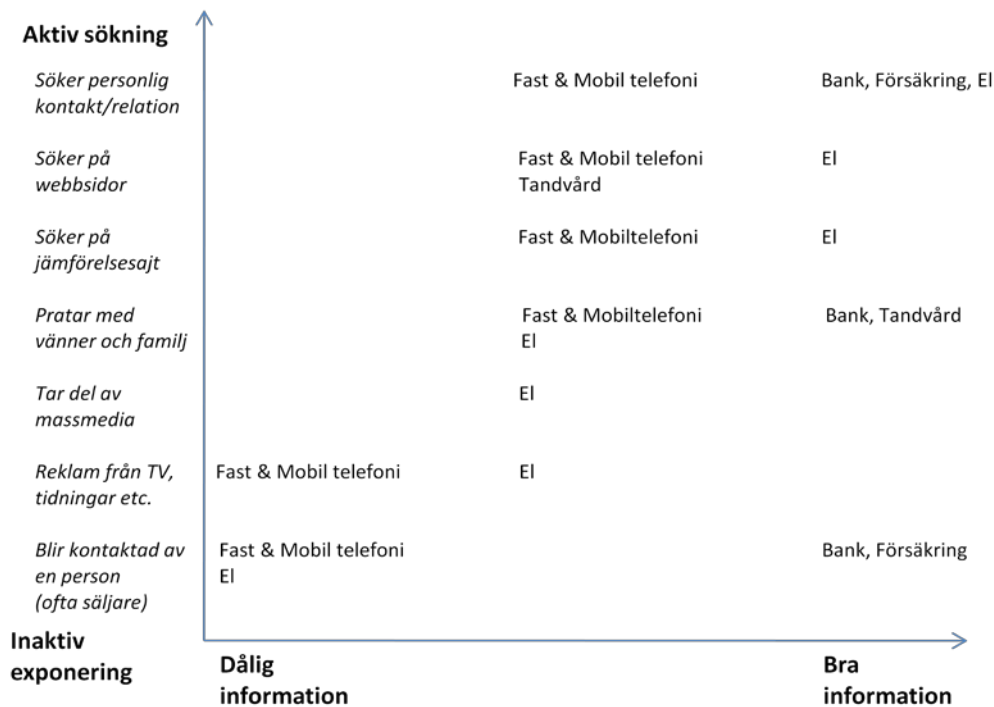 Aktiv sökning
Söker personlig
kontakt/relation
Fast & Mobil telefoni
Bank, Försäkring, El
Söker på
webbsidor
Fast & Mobil telefoni
Tandvård
El
Söker på
jämförelsesajt
Fast & Mobiltelefoni
El
Pratar med
vänner och familj
Fast & Mobiltelefoni
El
Bank, Tandvård
Tar del av
massmedia
El
Reklam från TV,
tidningar etc.
Fast & Mobil telefoni
El
Blir kontaktad av
en person
(ofta säljare)
Fast & Mobil telefoni
El
Bank, Försäkring
Inaktiv
exponering
Dålig
information
Bra
information